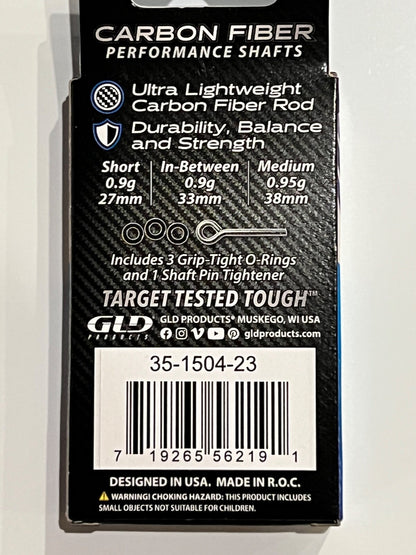 CARBON FIBER
PERFORMANCE SHAFTS
Ultra Lightweight
Carbon Fiber Rod
Durability, Balance
and Strength
Short In-Between Medium
0.9g 0.9g 0.95g
27mm 33mm 38mm
Includes 3 Grip-Tight O-Rings
and 1 Shaft Pin Tightener
TARGET TESTED TOUGH™
GLD PRODUCTS
GLD PRODUCTS® MUSKEGO, WI USA
gldproducts.com
35-1504-23
7 19265 56219 1
DESIGNED IN USA. MADE IN R.O.C.
WARNING! CHOKING HAZARD: THIS PRODUCT INCLUDES
SMALL OBJECTS NOT SUITABLE FOR CHILDREN.